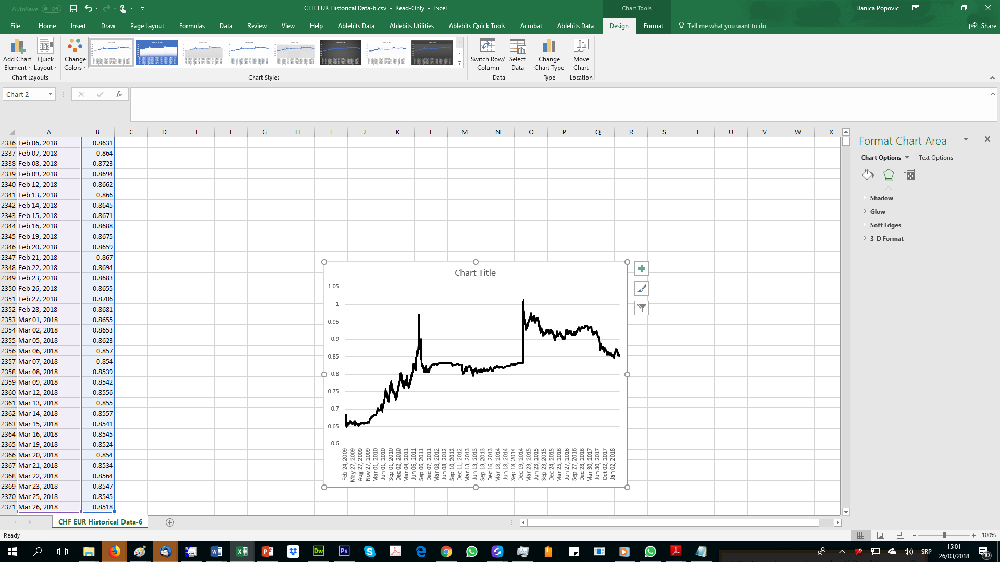 AutoSave Off
CHF EUR Historical Data-6.csv - Read-Only - Excel
Chart Tools
Danica Popovic
File Home Insert Draw Page Layout Formulas Data Review View Help Ablebits Data Ablebits Utilities Ablebits Quick Tools Acrobat Ablebits Data Design Format Tell me what you want to do Share
Add Chart Element
Quick Layout
Chart Layouts
Change Colors
Chart Styles
Switch Row/ Column
Select Data
Data
Change Chart Type
Type
Move Chart
Location
Chart 2
fx
A B C D E F G H I J K L M N O P Q R S T U V W X
2336 Feb 06, 2018 0.8631
2337 Feb 07, 2018 0.864
2338 Feb 08, 2018 0.8723
2339 Feb 09, 2018 0.8694
2340 Feb 12, 2018 0.8662
2341 Feb 13, 2018 0.866
2342 Feb 14, 2018 0.8645
2343 Feb 15, 2018 0.8671
2344 Feb 16, 2018 0.8688
2345 Feb 19, 2018 0.8675
2346 Feb 20, 2018 0.8659
2347 Feb 21, 2018 0.867
2348 Feb 22, 2018 0.8694
2349 Feb 23, 2018 0.8683
2350 Feb 26, 2018 0.8655
2351 Feb 27, 2018 0.8706
2352 Feb 28, 2018 0.8681
2353 Mar 01, 2018 0.8655
2354 Mar 02, 2018 0.8653
2355 Mar 05, 2018 0.8623
2356 Mar 06, 2018 0.857
2357 Mar 07, 2018 0.854
2358 Mar 08, 2018 0.8539
2359 Mar 09, 2018 0.8542
2360 Mar 12, 2018 0.8556
2361 Mar 13, 2018 0.855
2362 Mar 14, 2018 0.8557
2363 Mar 15, 2018 0.8541
2364 Mar 16, 2018 0.8545
2365 Mar 19, 2018 0.8524
2366 Mar 20, 2018 0.854
2367 Mar 21, 2018 0.8534
2368 Mar 22, 2018 0.8564
2369 Mar 23, 2018 0.8547
2370 Mar 25, 2018 0.8545
2371 Mar 26, 2018 0.8518
Chart Title
1.05
1
0.95
0.9
0.85
0.8
0.75
0.7
0.65
0.6
Feb 24, 2009
May 27, 2009
Aug 27, 2009
Nov 27, 2009
Mar 01, 2010
Jun 01, 2010
Sep 01, 2010
Dec 02, 2010
Mar 04, 2011
Jun 06, 2011
Sep 06, 2011
Dec 07, 2011
Mar 08, 2012
Jun 08, 2012
Sep 10, 2012
Dec 11, 2012
Mar 13, 2013
Jun 13, 2013
Sep 13, 2013
Dec 16, 2013
Mar 18, 2014
Jun 18, 2014
Sep 18, 2014
Dec 19, 2014
Mar 23, 2015
Jun 23, 2015
Sep 23, 2015
Dec 24, 2015
Mar 25, 2016
Jun 27, 2016
Sep 27, 2016
Dec 28, 2016
Mar 30, 2017
Jun 30, 2017
Oct 02, 2017
Jan 02, 2018
Format Chart Area
Chart Options Text Options
Shadow
Glow
Soft Edges
3-D Format
CHF EUR Historical Data-6
Ready
100%
SRP
15:01
26/03/2018
10